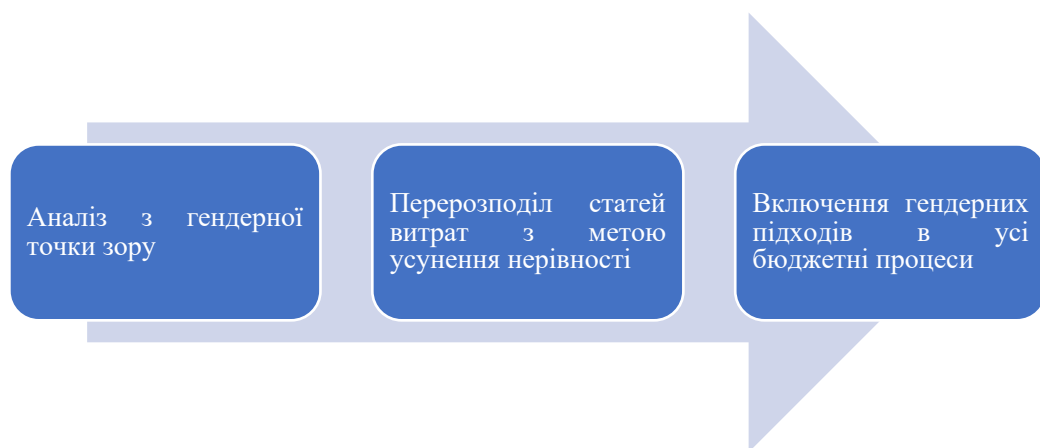 Аналіз з гендерної
точки зору
Перерозподіл статей
витрат з метою
усунення нерівності
Включення гендерних
підходів в усі
бюджетні процеси